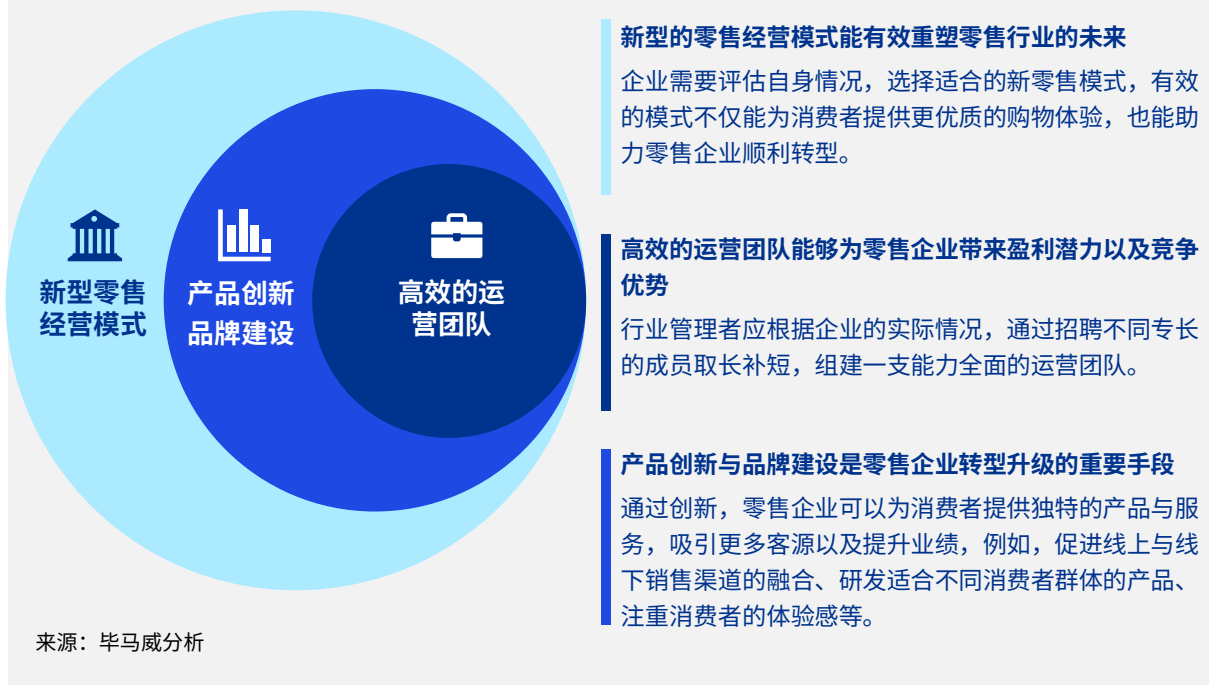 新型零售
经营模式
产品创新
品牌建设
高效的运
营团队
新型的零售经营模式能有效重塑零售行业的未来
企业需要评估自身情况，选择适合的新零售模式，有效
的模式不仅能为消费者提供更优质的购物体验，也能助
力零售企业顺利转型。
高效的运营团队能够为零售企业带来盈利潜力以及竞争
优势
行业管理者应根据企业的实际情况，通过招聘不同专长
的成员取长补短，组建一支能力全面的运营团队。
产品创新与品牌建设是零售企业转型升级的重要手段
通过创新，零售企业可以为消费者提供独特的产品与服
务，吸引更多客源以及提升业绩，例如，促进线上与线
下销售渠道的融合、研发适合不同消费者群体的产品、
注重消费者的体验感等。
来源：毕马威分析